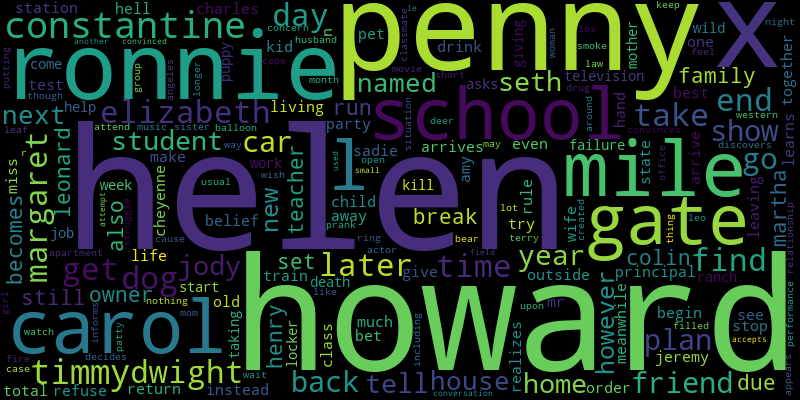 station hell charles day penny x
constantine
ronnie
come kid n puppy pet drink giving mother wild one
test named seth television family
though help elizabeth living run school hand best
next student car party sadie arrives even failure take end show
leonard margaret also week cheyenne miss new teacher helen l mile go
becomes make work child break amy kill rule state martha
belief away try terry wife gate find
job life set later time year colin
get dog jody train death give outside principal ranch
still owner start old henry however plan
carol locker class much bet howard realizes meanwhile jeremy
timmy dwight back tell house home order friend due
total refuse return instead
putting another convinced group angeles longer month husband cope
concern movie short classmate le woman
smoke law drug ios feel keep night
learns together relationship performance appears
deer situation convinces around discovers
attend music sister balloon way used open small wish
leaf r usual prank ring actor bear lot
cause attempt apartment nothing like including field
conversation upon mr leo thing created office arrive leaving
may asks informs mom patty decides wait
girl watch fire case
begin filled see stop accepts
taking